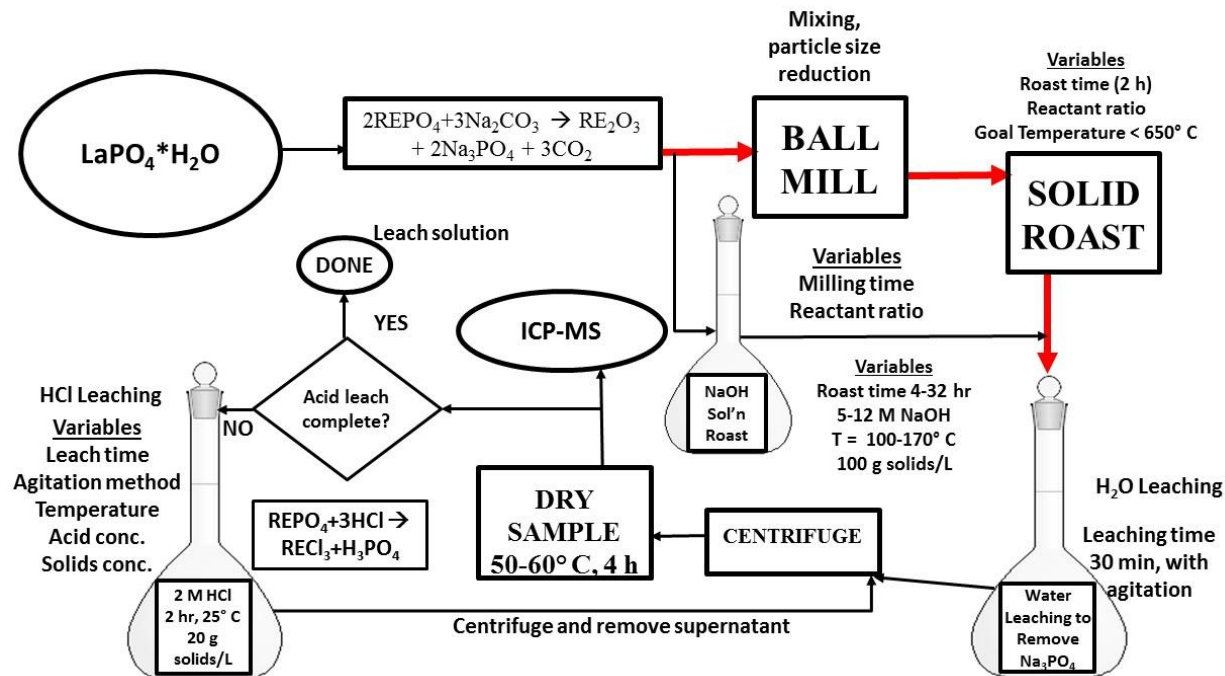 LaPO₄*H₂O
2REPO₄+3Na₂CO₃ → RE₂O₃
+ 2Na₃PO₄ + 3CO₂
Mixing,
particle size
reduction
BALL
MILL
Variables
Roast time (2 h)
Reactant ratio
Goal Temperature < 650° C
SOLID
ROAST
Variables
Milling time
Reactant ratio
NaOH
Sol'n
Roast
Variables
Roast time 4-32 hr
5-12 M NaOH
T = 100-170° C
100 g solids/L
H₂O Leaching
Leaching time
30 min, with
agitation
Water
Leaching to
Remove
Na₃PO₄
CENTRIFUGE
DRY
SAMPLE
50-60° C, 4 h
ICP-MS
Leach solution
DONE
YES
Acid leach
complete?
NO
HCl Leaching
Variables
Leach time
Agitation method
Temperature
Acid conc.
Solids conc.
REPO₄+3HCl →
RECl₃+H₃PO₄
2 M HCl
2 hr, 25° C
20 g
solids/L
Centrifuge and remove supernatant